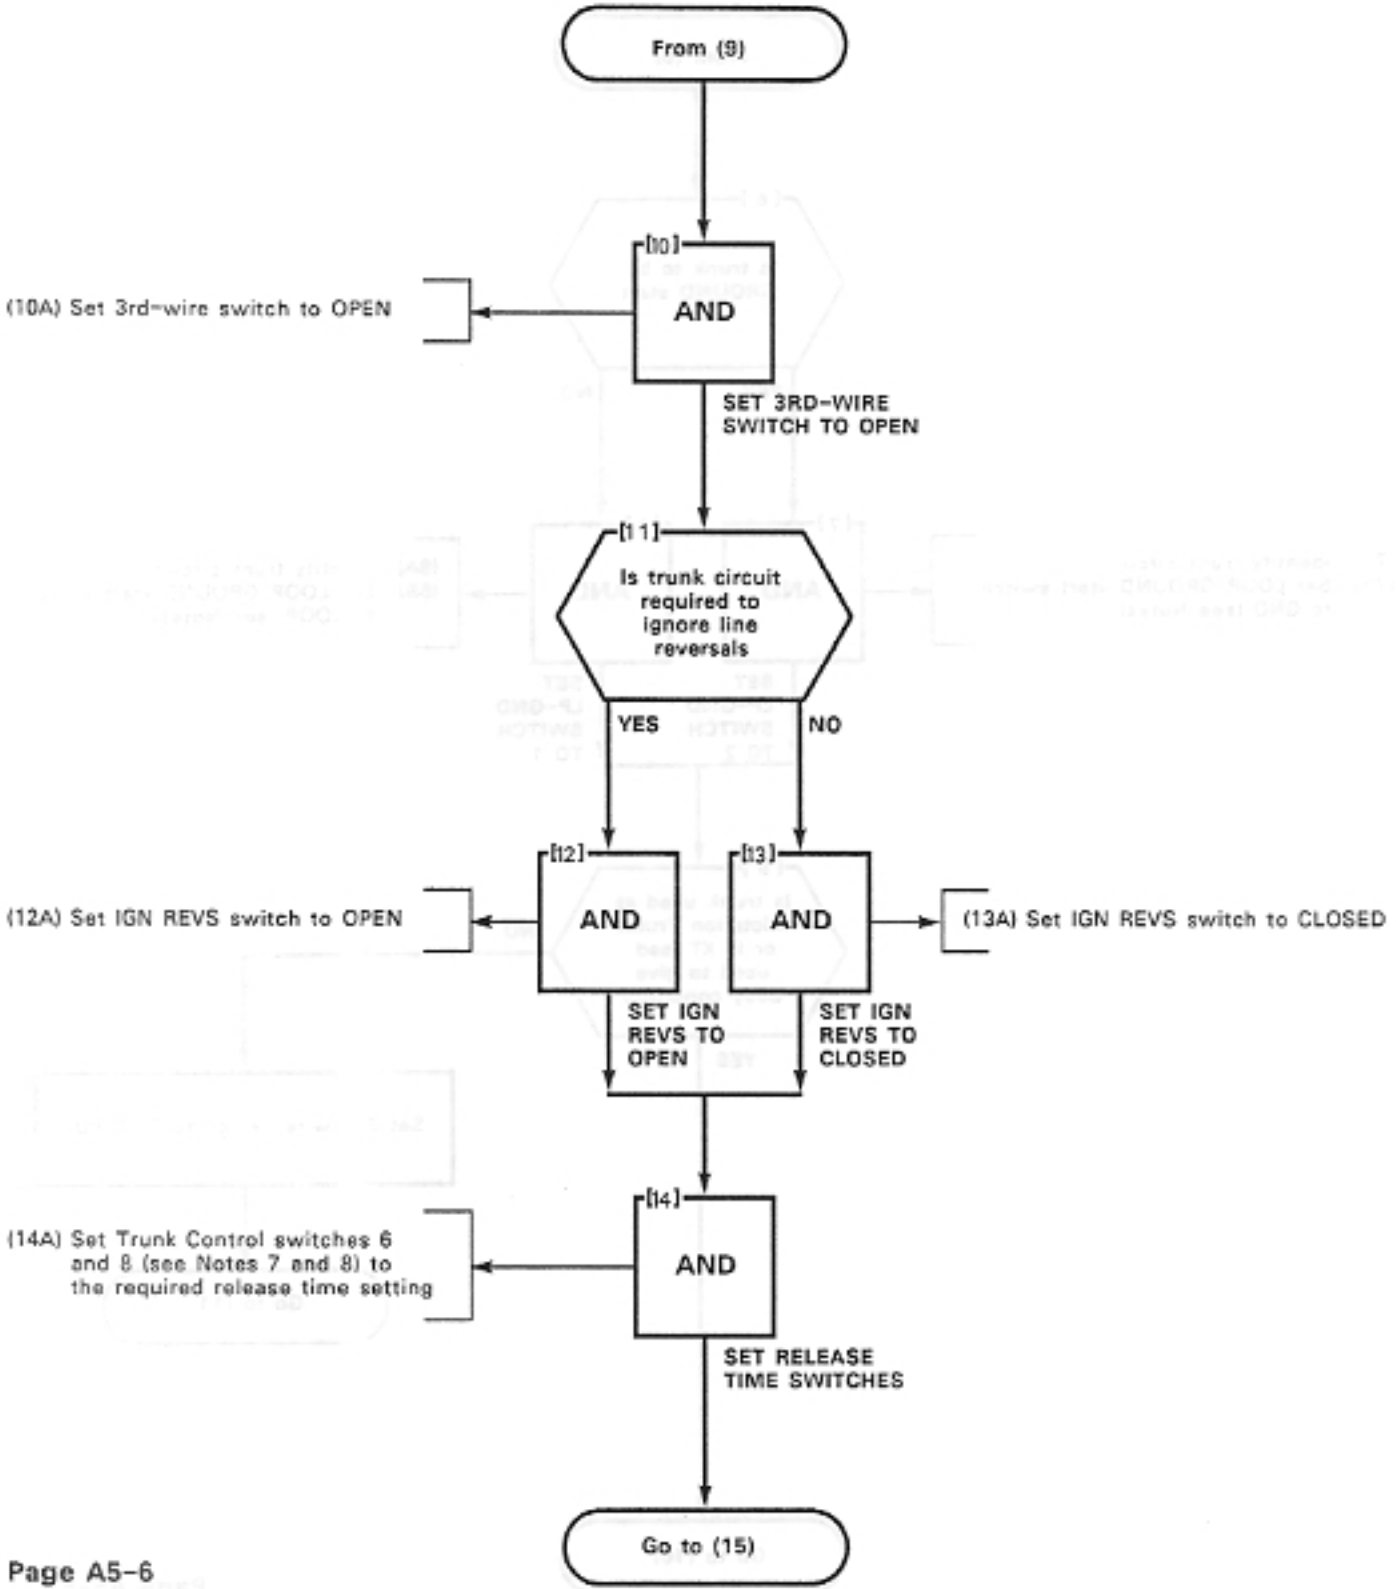 From (9)
[10]
AND
(10A) Set 3rd-wire switch to OPEN
SET 3RD-WIRE
SWITCH TO OPEN
[11]
Is trunk circuit
required to
ignore line
reversals
YES
NO
[12]
AND
[13]
AND
(12A) Set IGN REVS switch to OPEN
(13A) Set IGN REVS switch to CLOSED
SET IGN
REVS TO
OPEN
SET IGN
REVS TO
CLOSED
[14]
AND
(14A) Set Trunk Control switches 6
and 8 (see Notes 7 and 8) to
the required release time setting
SET RELEASE
TIME SWITCHES
Go to (15)
Page A5-6